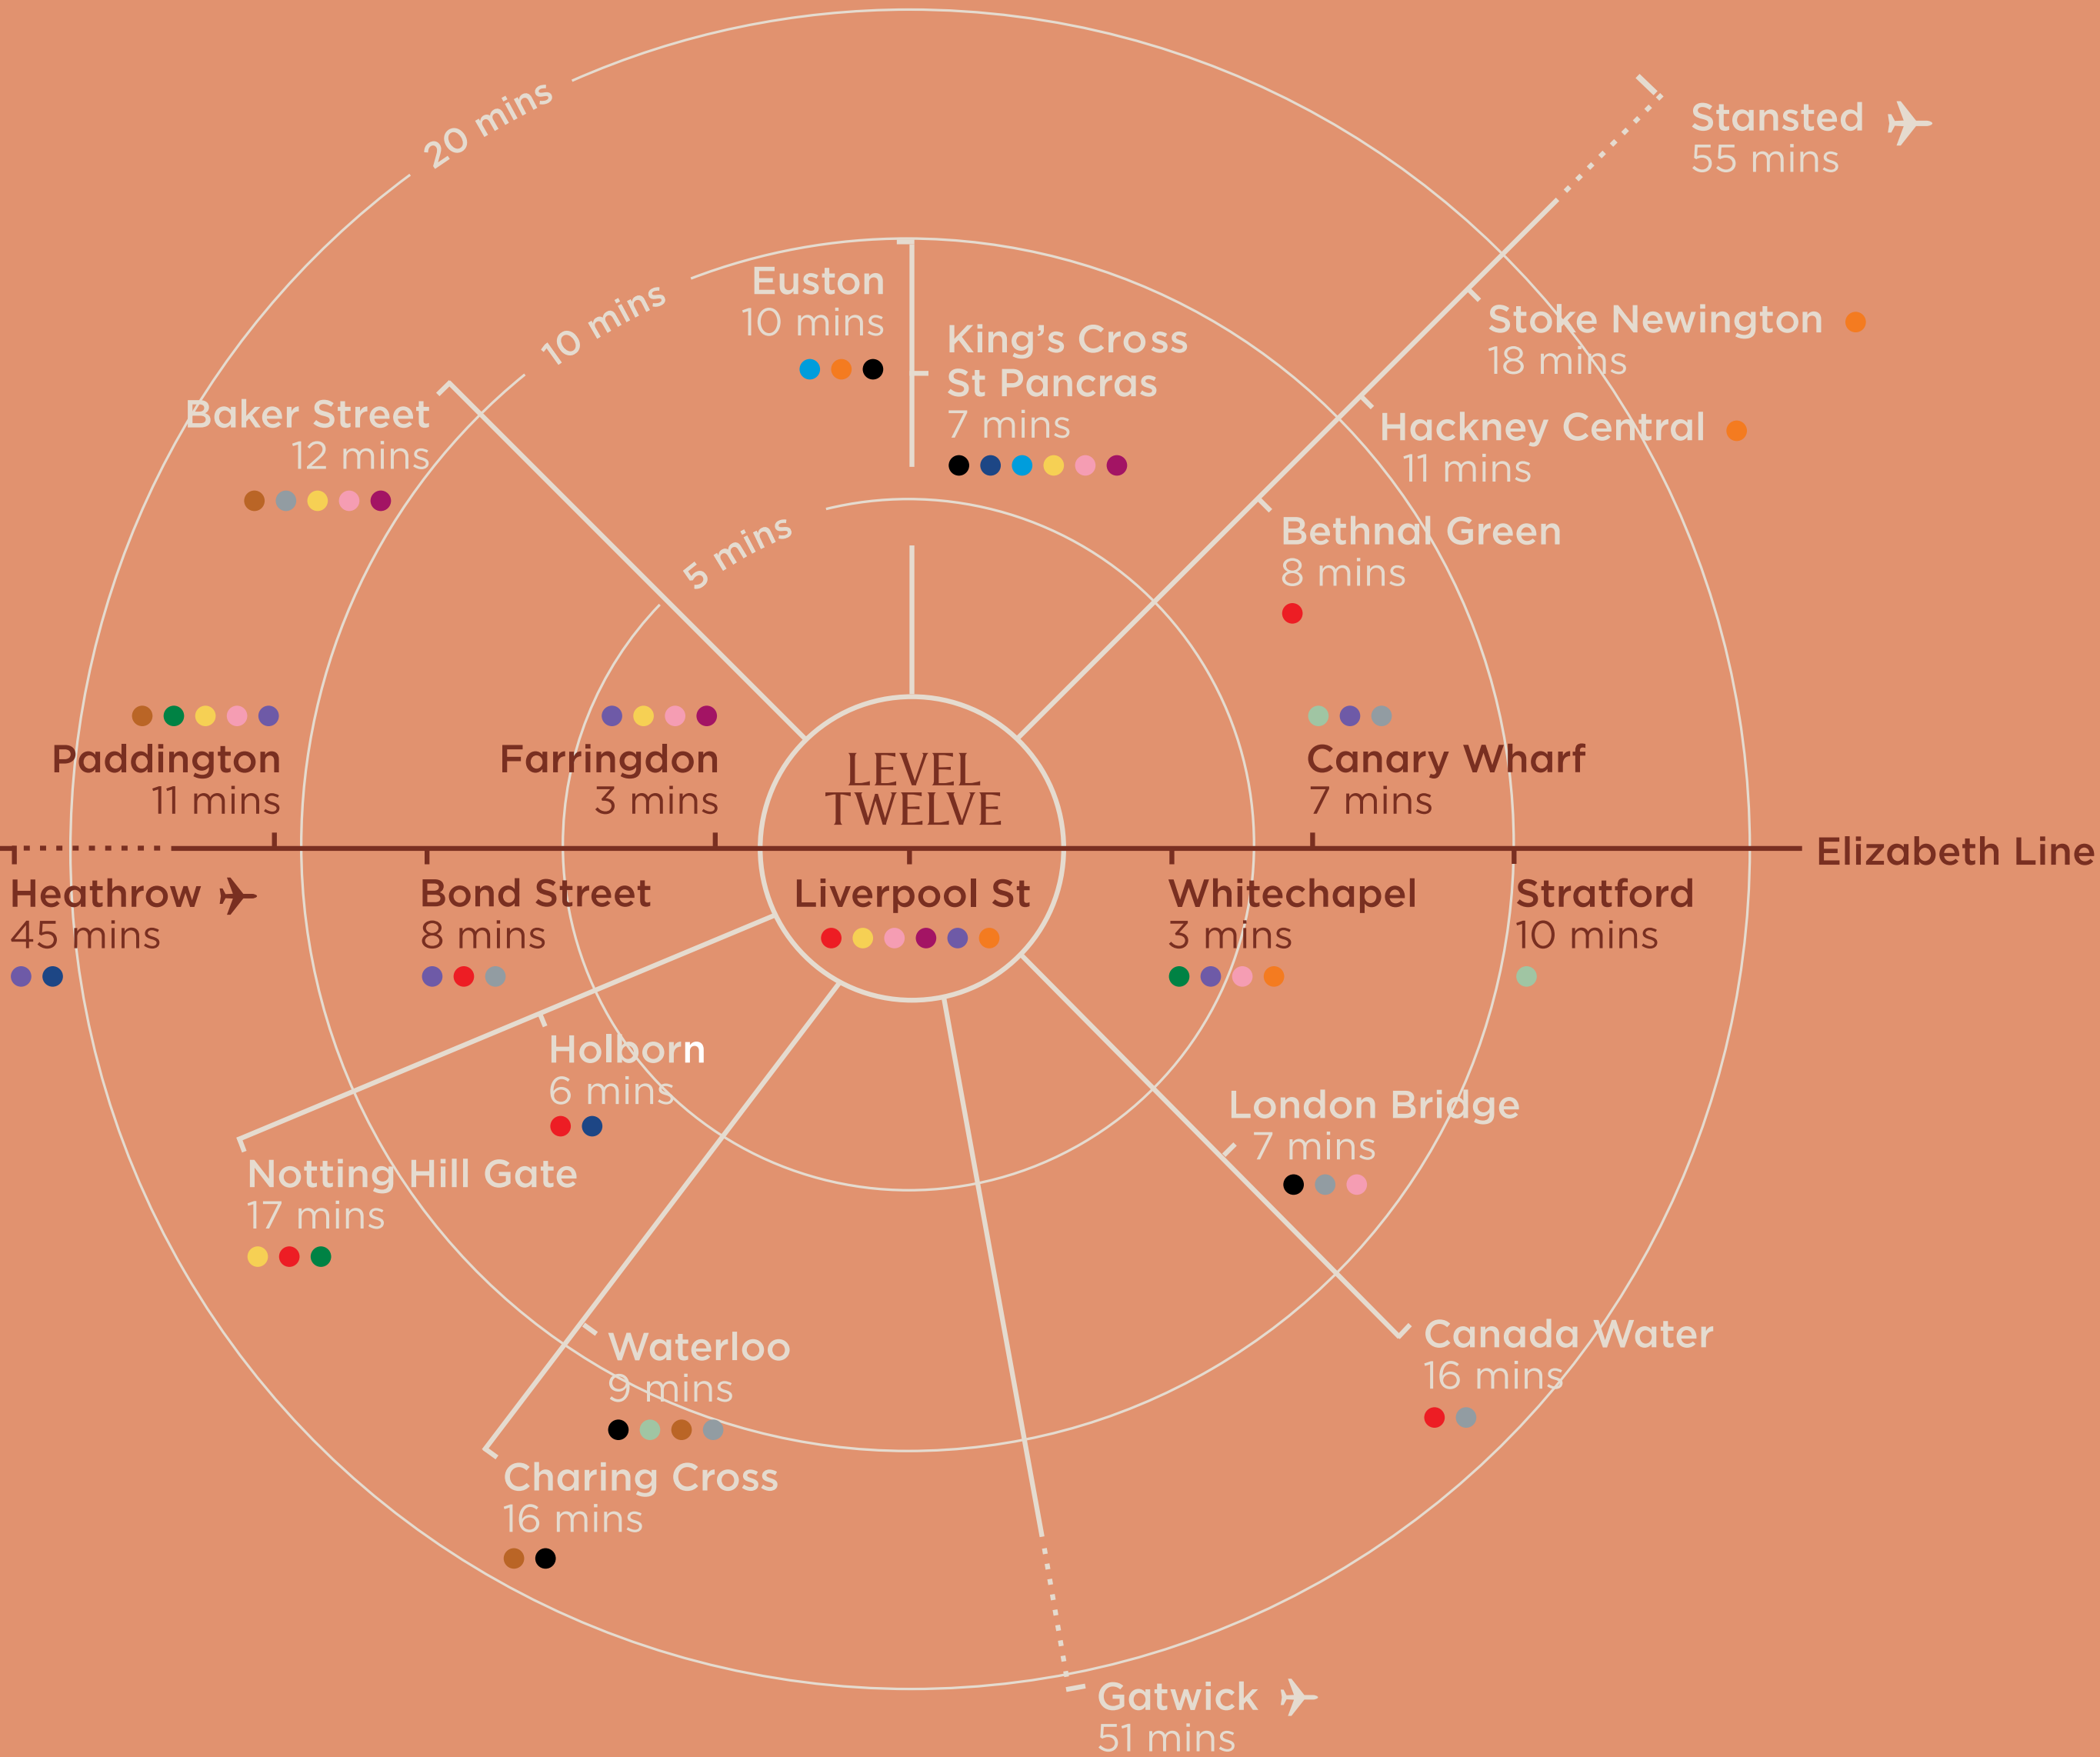 20 mins
10 mins
5 mins
Stansted
55 mins
Euston
10 mins
King's Cross
St Pancras
7 mins
Stoke Newington
18 mins
Baker Street
12 mins
Hackney Central
11 mins
Bethnal Green
8 mins
Paddington
11 mins
Farringdon
3 mins
LEVEL
TWELVE
Canary Wharf
7 mins
Elizabeth Line
Heathrow
45 mins
Bond Street
8 mins
Liverpool St
Whitechapel
3 mins
Stratford
10 mins
Holborn
6 mins
London Bridge
7 mins
Notting Hill Gate
17 mins
Waterloo
9 mins
Canada Water
16 mins
Charing Cross
16 mins
Gatwick
51 mins